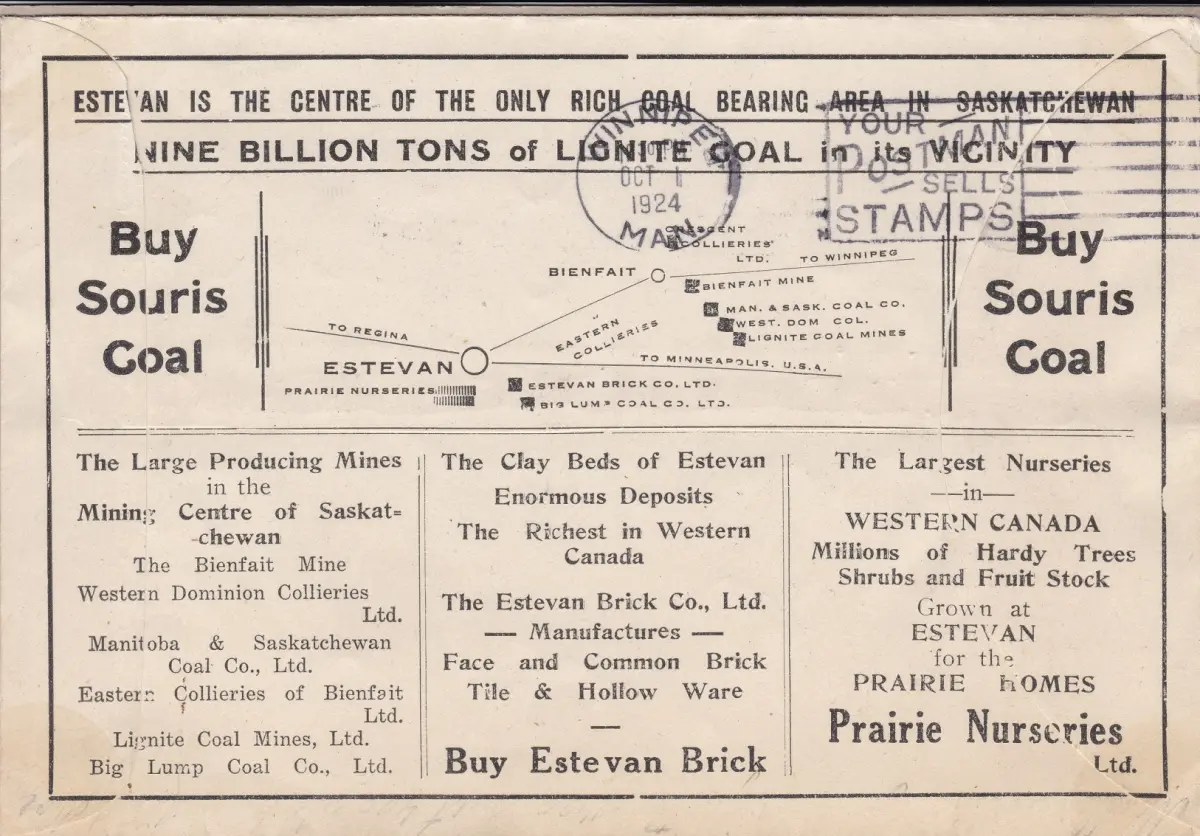 ESTEVAN IS THE CENTRE OF THE ONLY RICH COAL BEARING AREA IN SASKATCHEWAN
NINE BILLION TONS of LIGNITE COAL in its VICINITY
WINNIPEG
OCT 1
1924
MAN
YOUR
POSTMAN
SELLS
STAMPS
Buy
Souris
Coal
CRESCENT
COLLIERIES
LTD.
TO WINNIPEG
BIENFAIT
BIENFAIT MINE
MAN. & SASK. COAL CO.
WEST. DOM COL.
LIGNITE COAL MINES
EASTERN
COLLIERIES
TO REGINA
TO MINNEAPOLIS. U.S.A.
ESTEVAN
PRAIRIE NURSERIES
ESTEVAN BRICK CO. LTD.
BIG LUMP COAL CO. LTD.
Buy
Souris
Coal
The Large Producing Mines
in the
Mining Centre of Saskat=
-chewan
The Bienfait Mine
Western Dominion Collieries
Ltd.
Manitoba & Saskatchewan
Coal Co., Ltd.
Eastern Collieries of Bienfait
Ltd.
Lignite Coal Mines, Ltd.
Big Lump Coal Co., Ltd.
The Clay Beds of Estevan
Enormous Deposits
The Richest in Western
Canada
The Estevan Brick Co., Ltd.
— Manufactures —
Face and Common Brick
Tile & Hollow Ware
—
Buy Estevan Brick
The Largest Nurseries
—in—
WESTERN CANADA
Millions of Hardy Trees
Shrubs and Fruit Stock
Grown at
ESTEVAN
for the
PRAIRIE HOMES
Prairie Nurseries
Ltd.